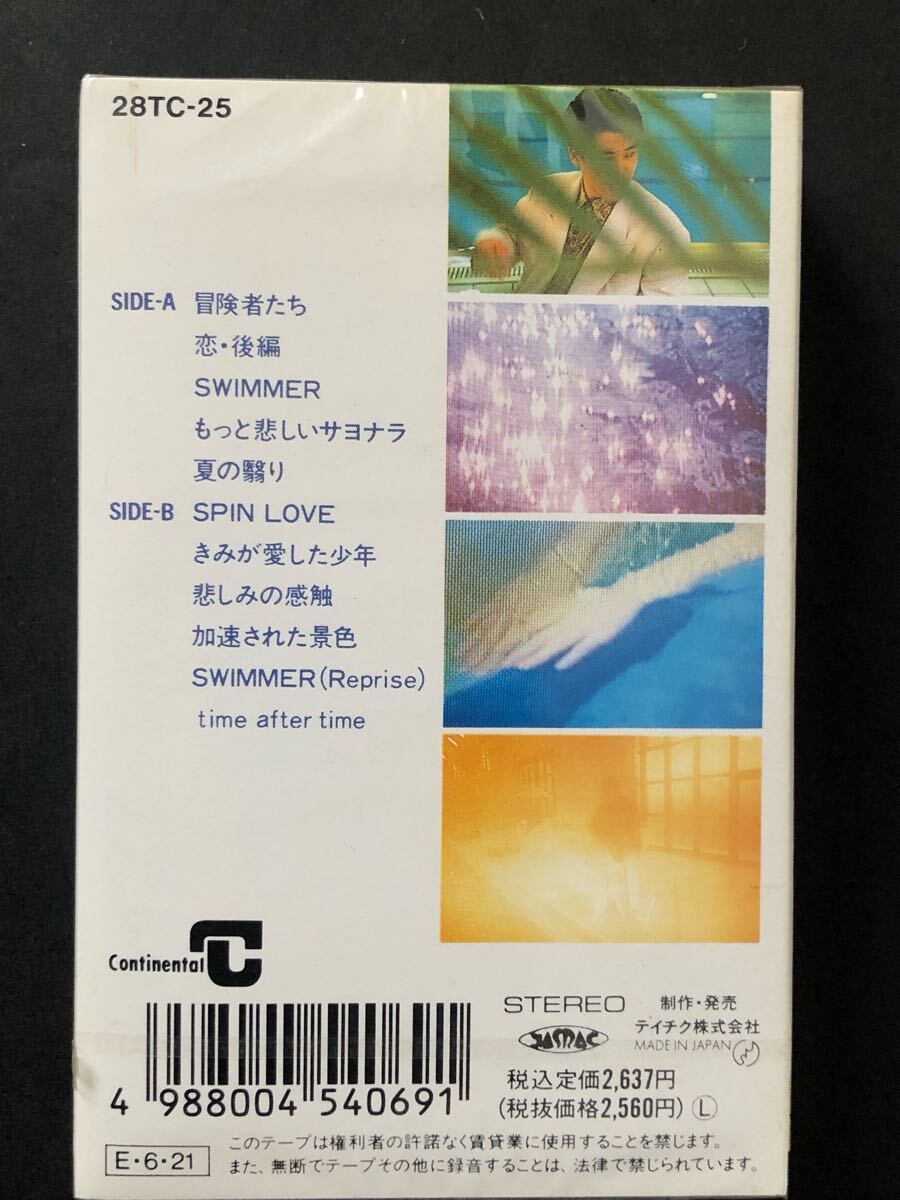 28TC-25
SIDE-A 冒険者たち
恋・後編
SWIMMER
もっと悲しいサヨナラ
夏の翳り
SIDE-B SPIN LOVE
きみが愛した少年
悲しみの感触
加速された景色
SWIMMER(Reprise)
time after time
Continental
STEREO
制作・発売
テイチク株式会社
MADE IN JAPAN
JASRAC
税込定価2,637円
(税抜価格2,560円) Ⓛ
4 988004 540691
E・6・21
このテープは権利者の許諾なく賃貸業に使用することを禁じます。
また、無断でテープその他に録音することは、法律で禁じられています。